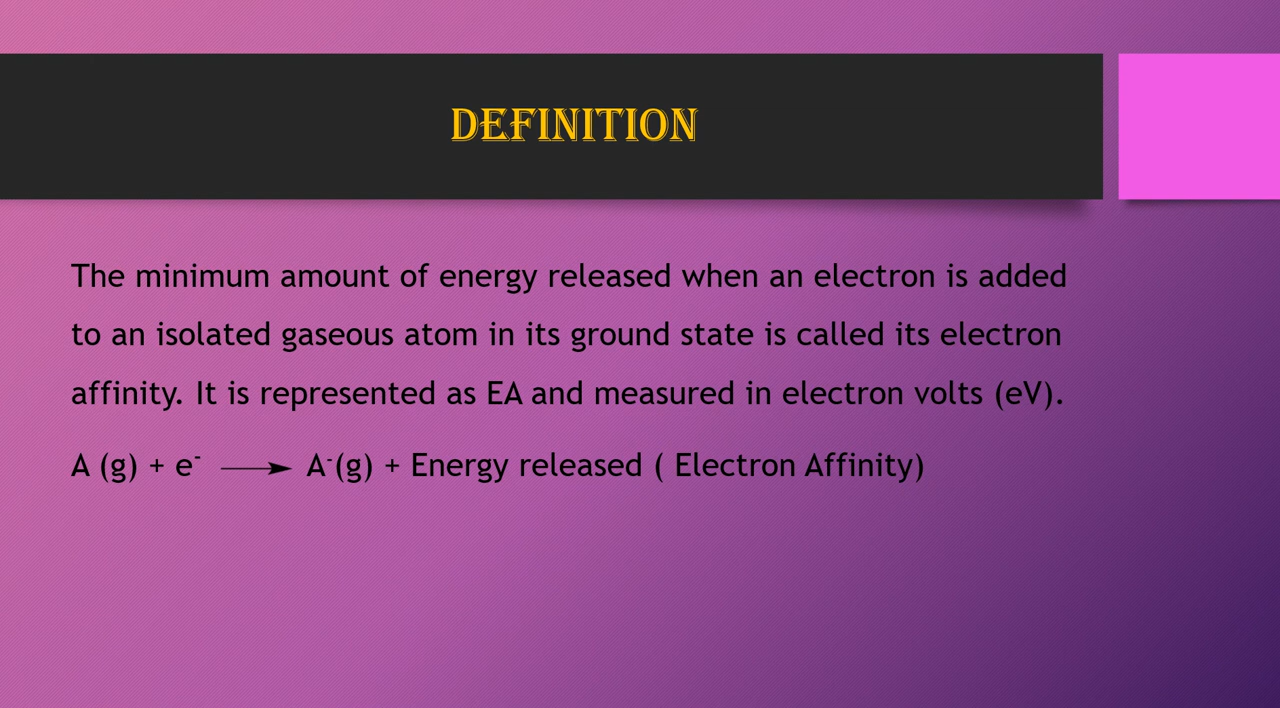 DEFINITION
The minimum amount of energy released when an electron is added
to an isolated gaseous atom in its ground state is called its electron
affinity. It is represented as EA and measured in electron volts (eV).
A (g) + e⁻ ⟶ A⁻(g) + Energy released ( Electron Affinity)